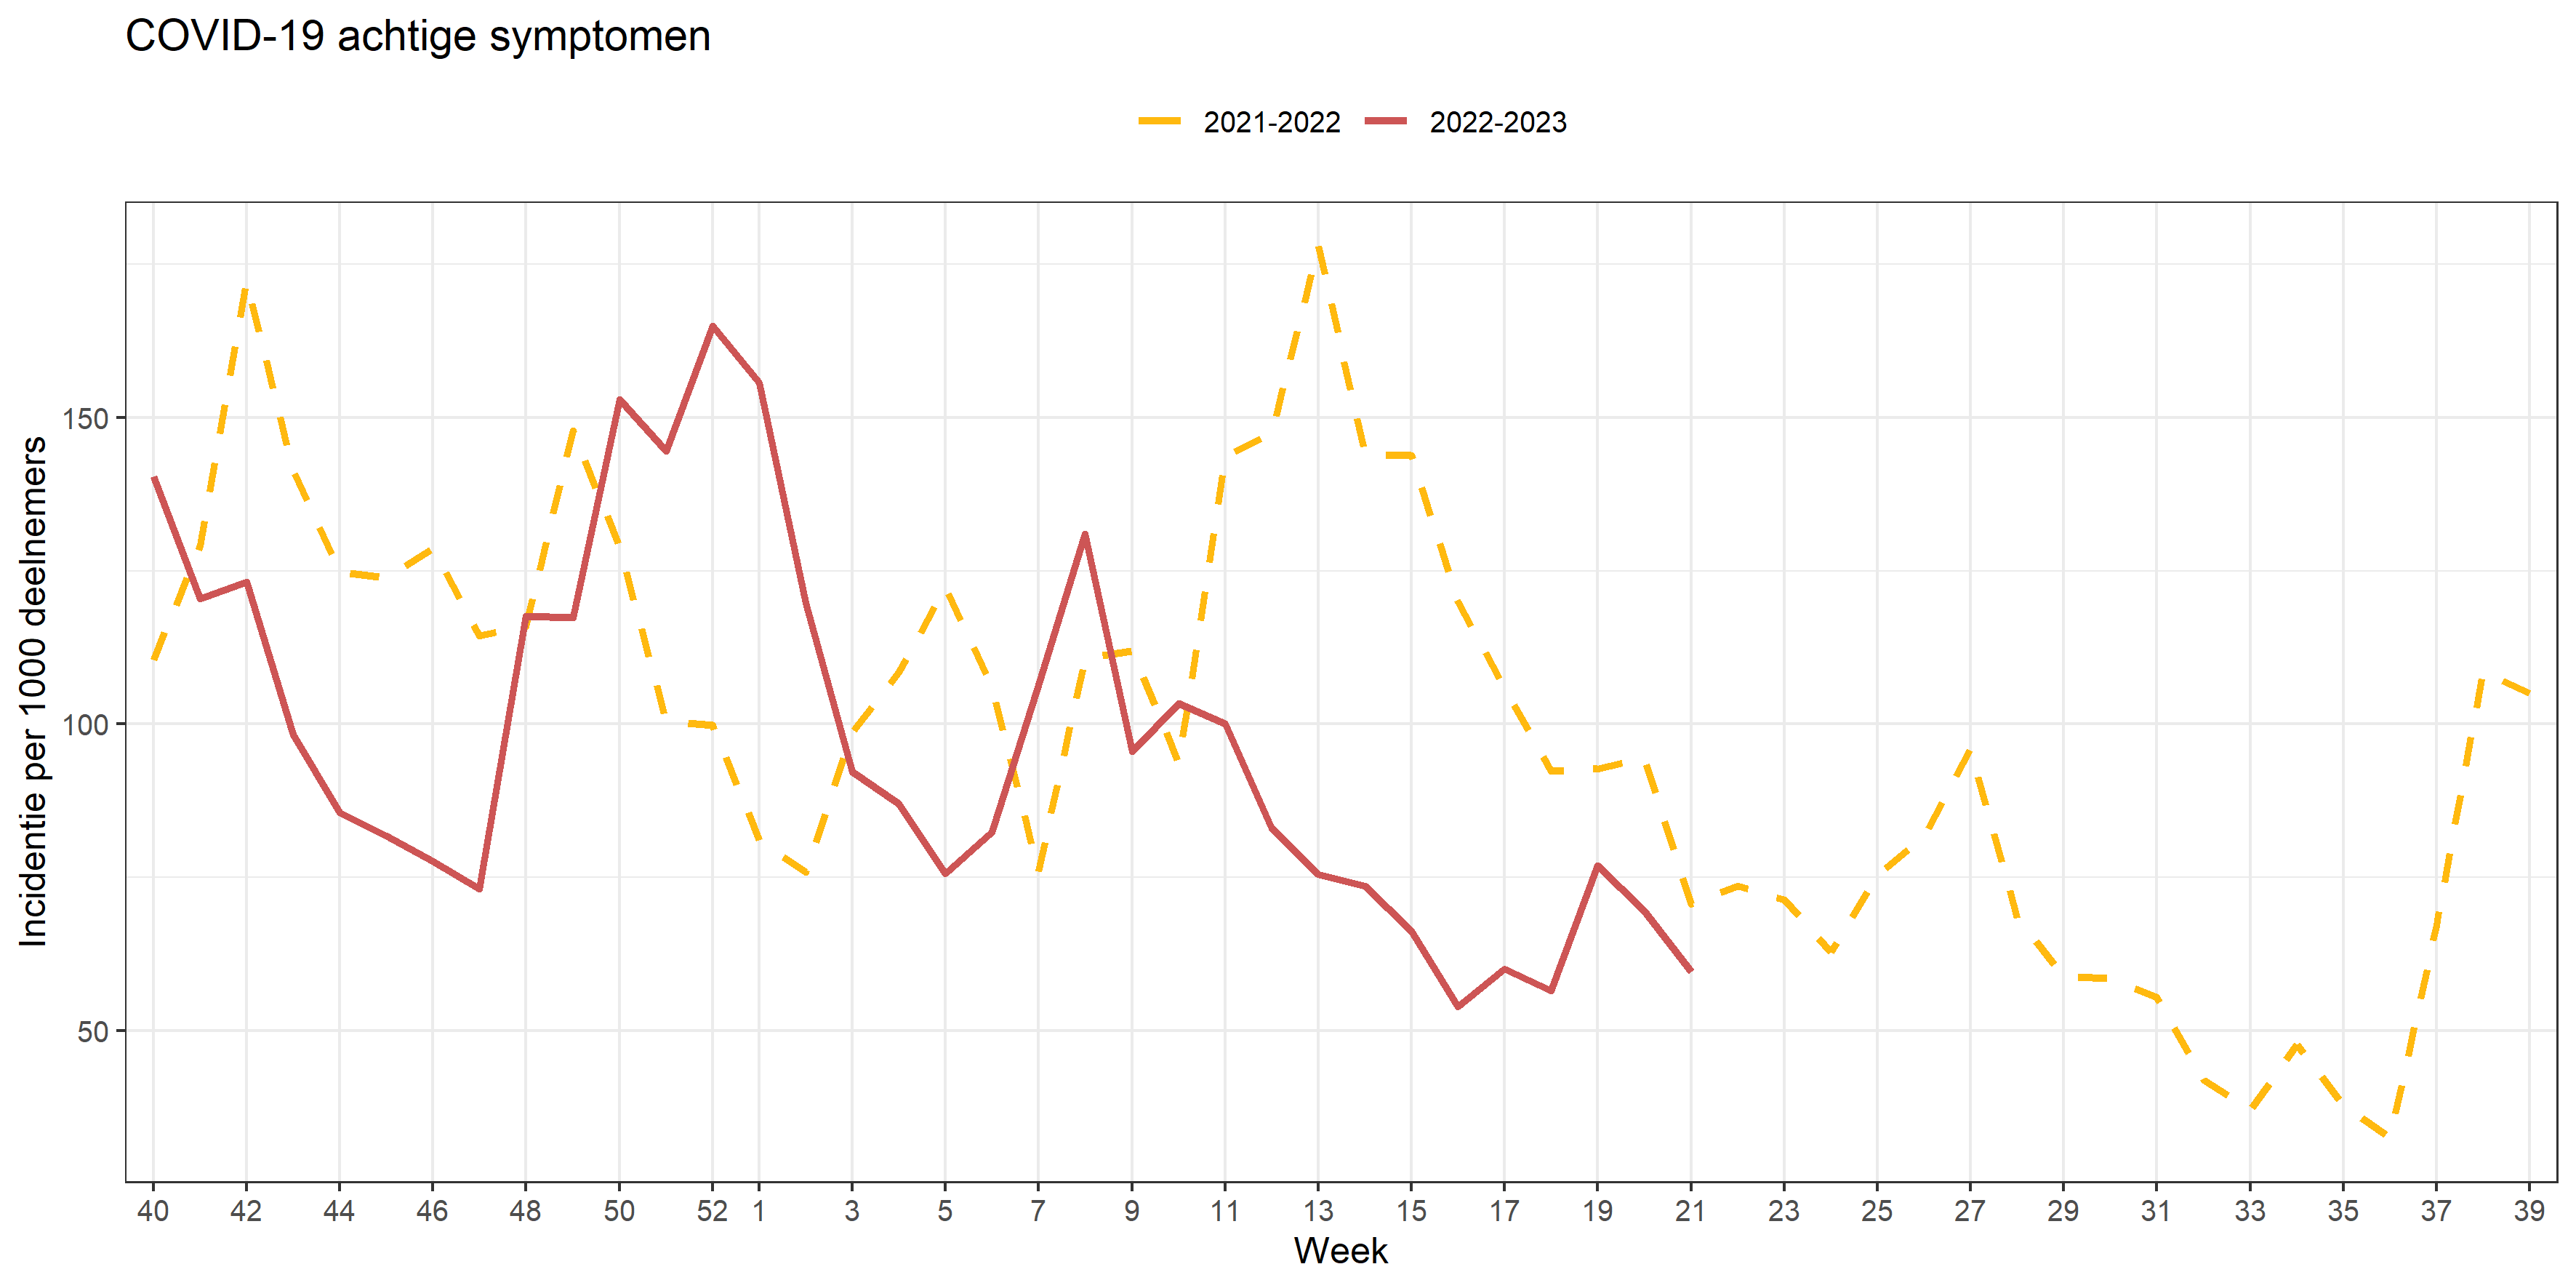 COVID-19 achtige symptomen
2021-2022 2022-2023
Incidentie per 1000 deelnemers
150
100
50
40 42 44 46 48 50 52 1 3 5 7 9 11 13 15 17 19 21 23 25 27 29 31 33 35 37 39
Week